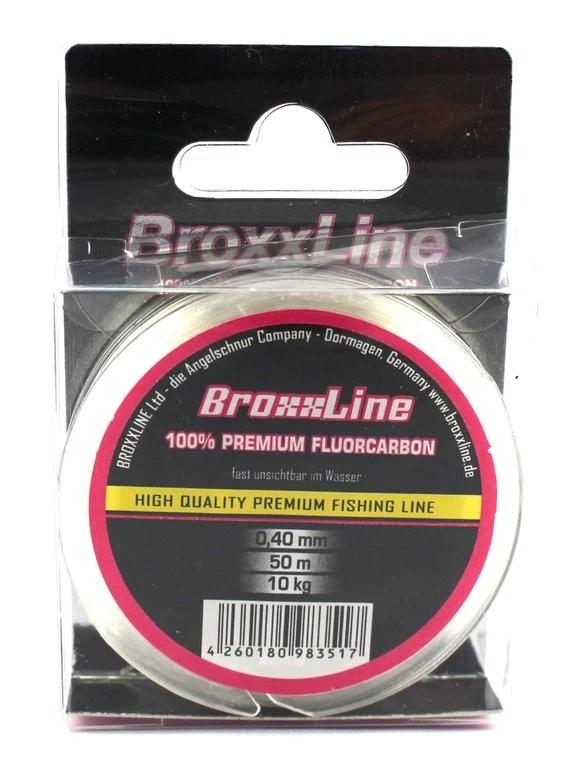 BroxxLine
BROXXLINE Ltd - die Angelschnur Company - Dormagen, Germany www.broxxline.de
BroxxLine
100% PREMIUM FLUORCARBON
fast unsichtbar im Wasser
HIGH QUALITY PREMIUM FISHING LINE
0,40 mm
50 m
10 kg
4 260180 983517